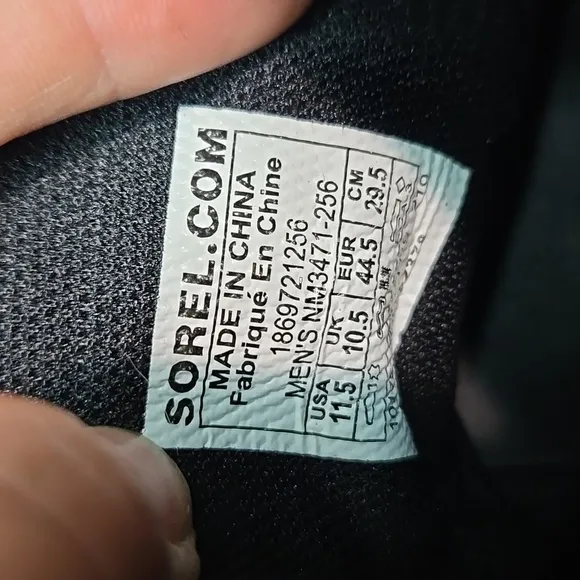 SOREL.COM
MADE IN CHINA
Fabriqué En Chine
1869721256
MEN'S NM3471-256
USA UK EUR CM
11.5 10.5 44.5 29.5